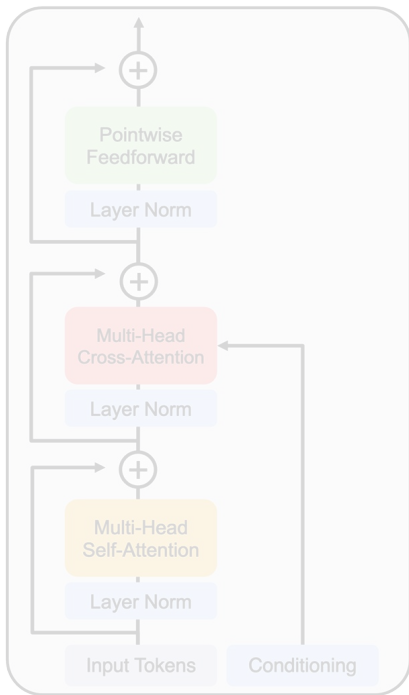 Pointwise
Feedforward
Layer Norm
Multi-Head
Cross-Attention
Layer Norm
Multi-Head
Self-Attention
Layer Norm
Input Tokens
Conditioning